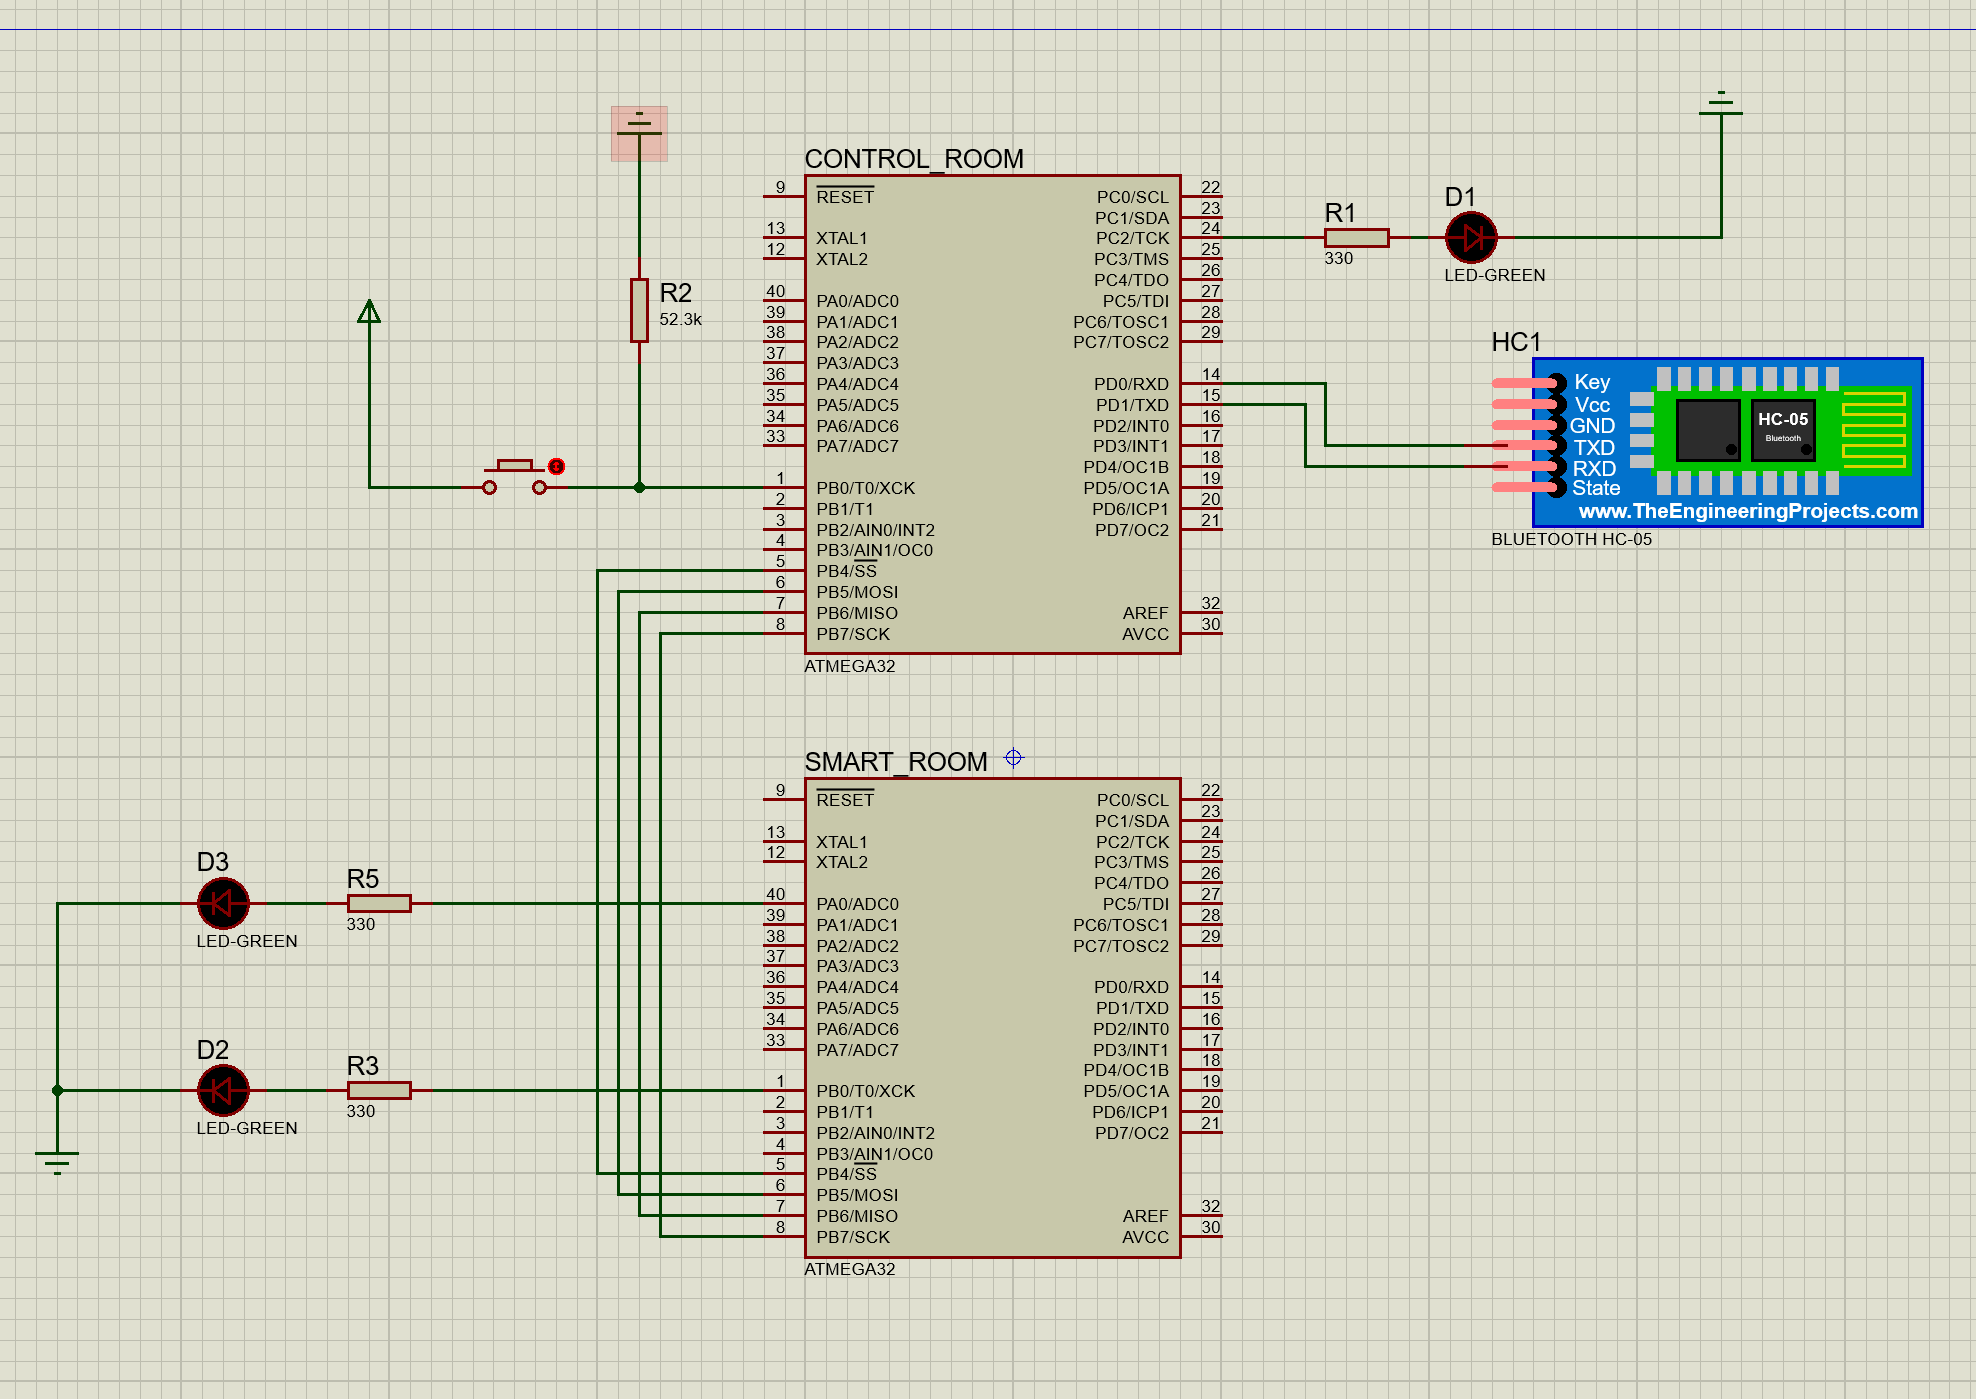 CONTROL_ROOM
9 RESET
13 XTAL1
12 XTAL2
40 PA0/ADC0
39 PA1/ADC1
38 PA2/ADC2
37 PA3/ADC3
36 PA4/ADC4
35 PA5/ADC5
34 PA6/ADC6
33 PA7/ADC7
1 PB0/T0/XCK
2 PB1/T1
3 PB2/AIN0/INT2
4 PB3/AIN1/OC0
5 PB4/SS
6 PB5/MOSI
7 PB6/MISO
8 PB7/SCK
PC0/SCL 22
PC1/SDA 23
PC2/TCK 24
PC3/TMS 25
PC4/TDO 26
PC5/TDI 27
PC6/TOSC1 28
PC7/TOSC2 29
PD0/RXD 14
PD1/TXD 15
PD2/INT0 16
PD3/INT1 17
PD4/OC1B 18
PD5/OC1A 19
PD6/ICP1 20
PD7/OC2 21
AREF 32
AVCC 30
ATMEGA32
R2
52.3k
R1
330
D1
LED-GREEN
HC1
Key
Vcc
GND
TXD
RXD
State
HC-05
Bluetooth
www.TheEngineeringProjects.com
BLUETOOTH HC-05
SMART_ROOM
9 RESET
13 XTAL1
12 XTAL2
40 PA0/ADC0
39 PA1/ADC1
38 PA2/ADC2
37 PA3/ADC3
36 PA4/ADC4
35 PA5/ADC5
34 PA6/ADC6
33 PA7/ADC7
1 PB0/T0/XCK
2 PB1/T1
3 PB2/AIN0/INT2
4 PB3/AIN1/OC0
5 PB4/SS
6 PB5/MOSI
7 PB6/MISO
8 PB7/SCK
PC0/SCL 22
PC1/SDA 23
PC2/TCK 24
PC3/TMS 25
PC4/TDO 26
PC5/TDI 27
PC6/TOSC1 28
PC7/TOSC2 29
PD0/RXD 14
PD1/TXD 15
PD2/INT0 16
PD3/INT1 17
PD4/OC1B 18
PD5/OC1A 19
PD6/ICP1 20
PD7/OC2 21
AREF 32
AVCC 30
ATMEGA32
D3
LED-GREEN
R5
330
D2
LED-GREEN
R3
330